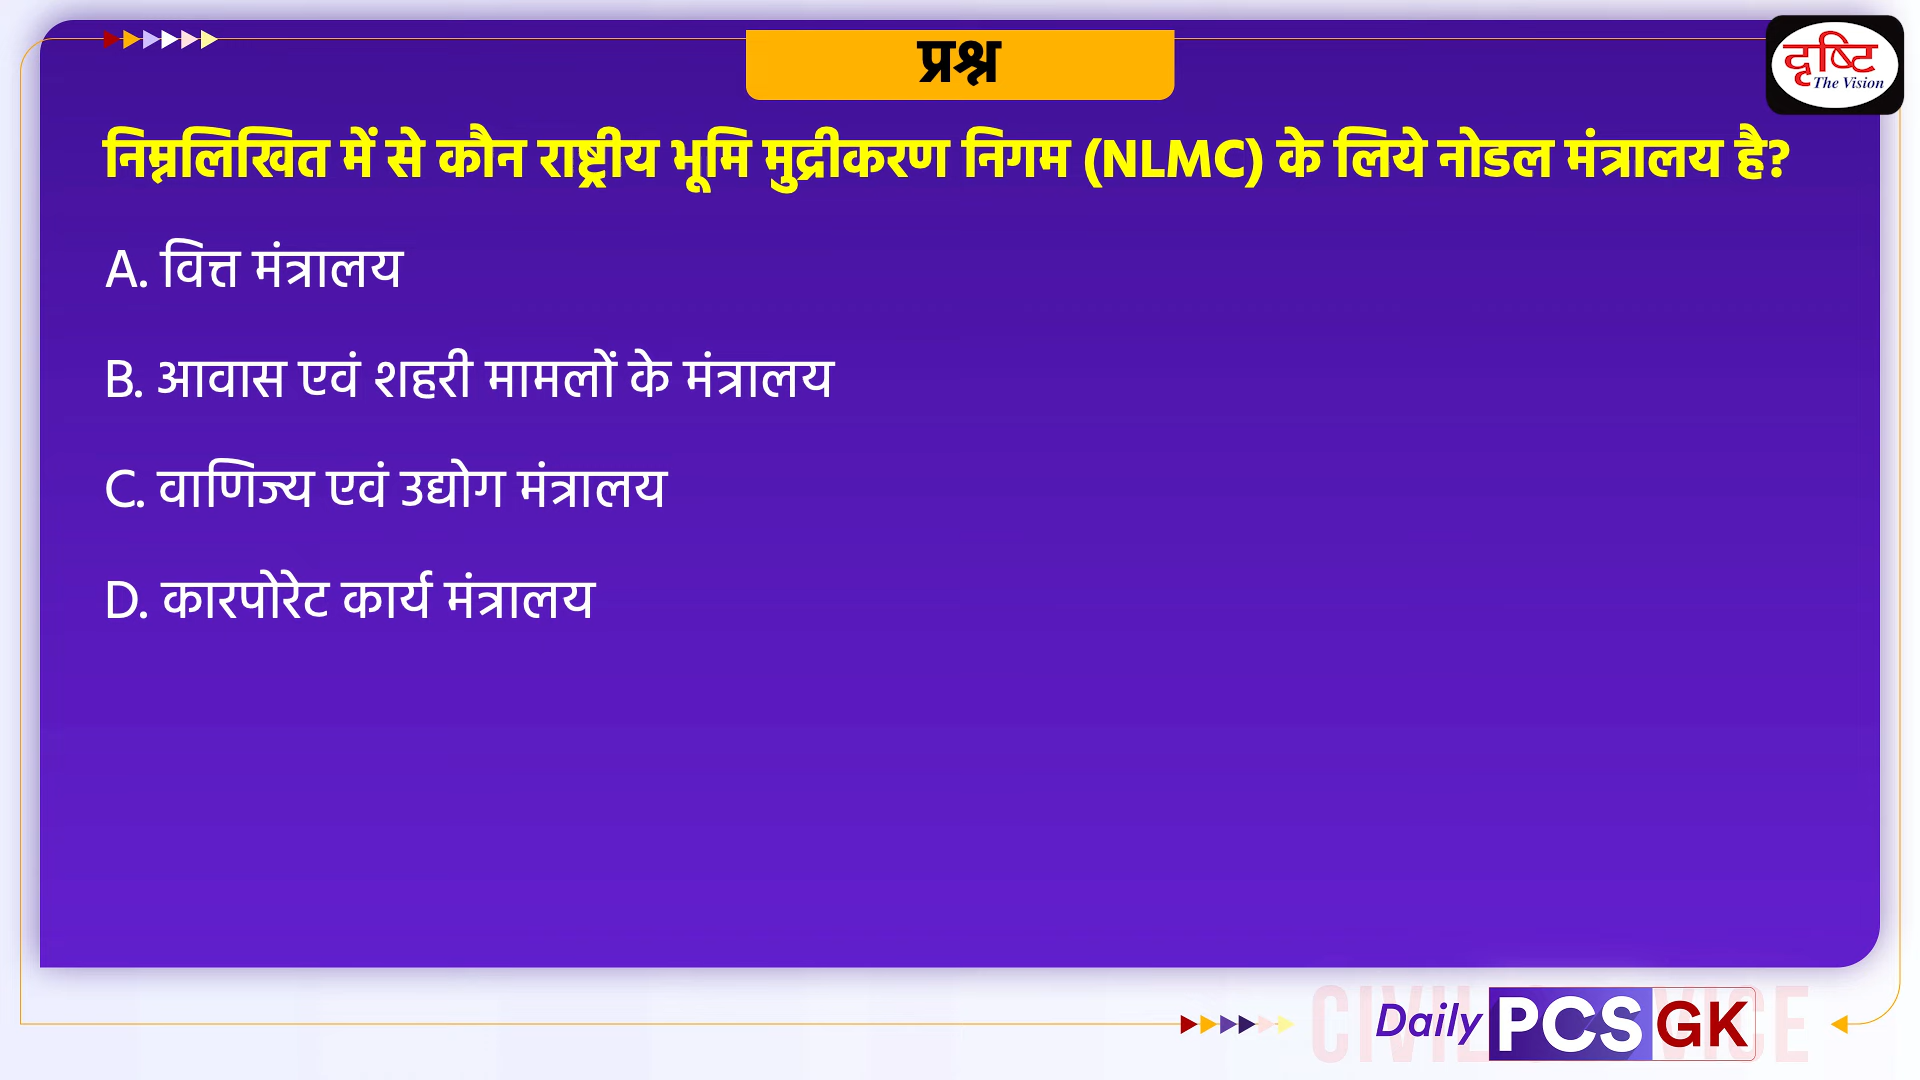 प्रश्न
दृष्टि
The Vision
निम्नलिखित में से कौन राष्ट्रीय भूमि मुद्रीकरण निगम (NLMC) के लिये नोडल मंत्रालय है?
A. वित्त मंत्रालय
B. आवास एवं शहरी मामलों के मंत्रालय
C. वाणिज्य एवं उद्योग मंत्रालय
D. कारपोरेट कार्य मंत्रालय
Daily PCS GK